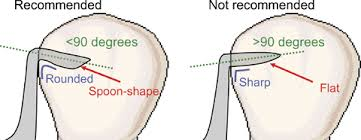 Recommended
<90 degrees
Rounded
Spoon-shape
Not recommended
>90 degrees
Sharp
Flat